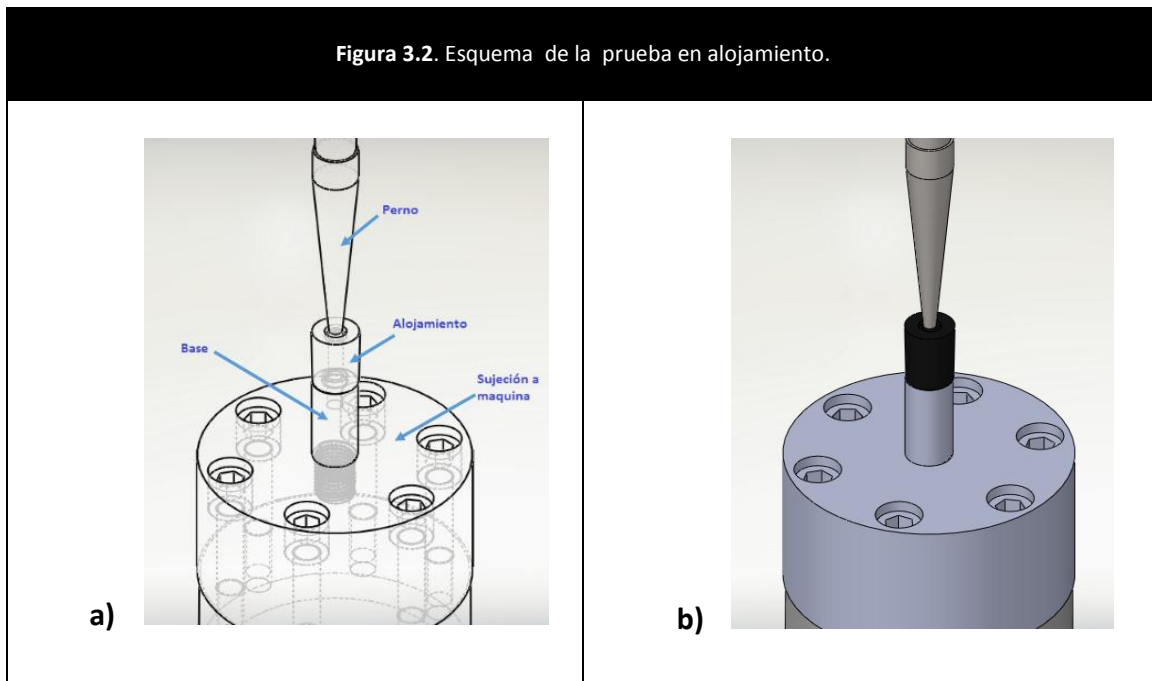 Figura 3.2. Esquema de la prueba en alojamiento.
Perno
Alojamiento
Base
Sujeción a
maquina
a)
b)